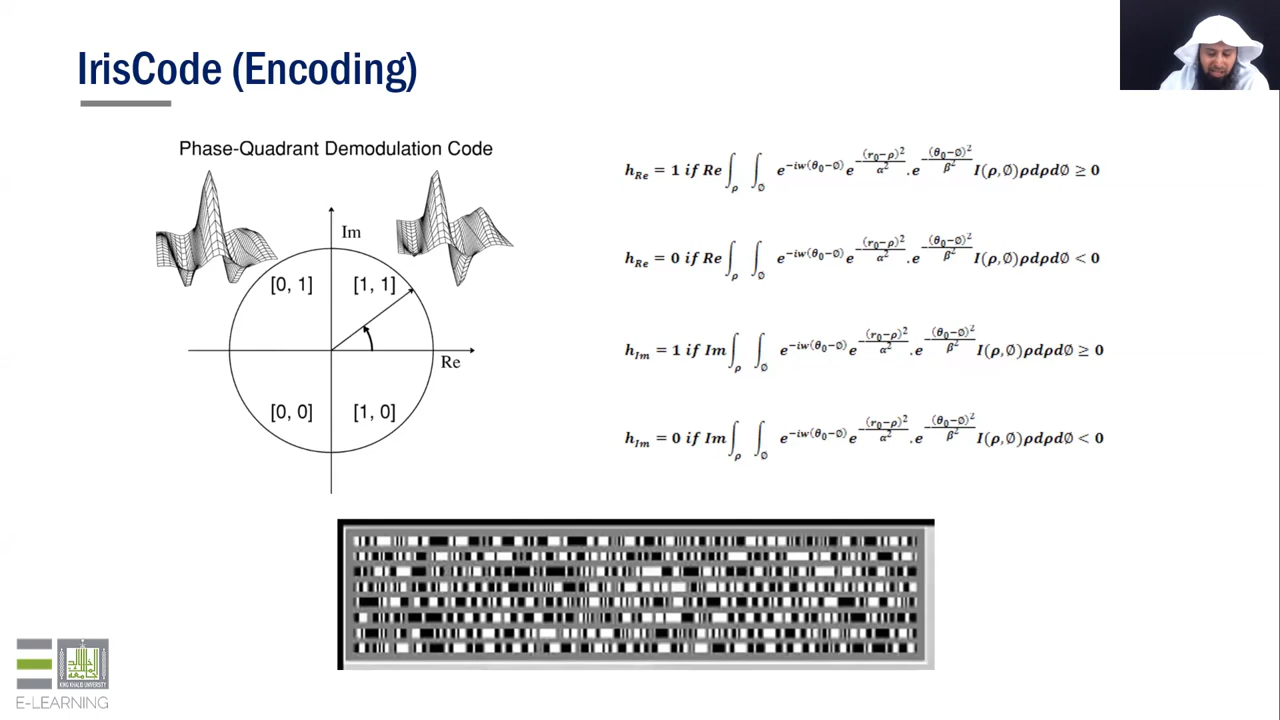 IrisCode (Encoding)
Phase-Quadrant Demodulation Code
Im
[0, 1] [1, 1]
Re
[0, 0] [1, 0]
h_Re = 1 if Re ∫_ρ ∫_∅ e^{-iw(θ₀-∅)} e^{-(r₀-ρ)²/α²} . e^{-(θ₀-∅)²/β²} I(ρ,∅)ρdρd∅ ≥ 0
h_Re = 0 if Re ∫_ρ ∫_∅ e^{-iw(θ₀-∅)} e^{-(r₀-ρ)²/α²} . e^{-(θ₀-∅)²/β²} I(ρ,∅)ρdρd∅ < 0
h_Im = 1 if Im ∫_ρ ∫_∅ e^{-iw(θ₀-∅)} e^{-(r₀-ρ)²/α²} . e^{-(θ₀-∅)²/β²} I(ρ,∅)ρdρd∅ ≥ 0
h_Im = 0 if Im ∫_ρ ∫_∅ e^{-iw(θ₀-∅)} e^{-(r₀-ρ)²/α²} . e^{-(θ₀-∅)²/β²} I(ρ,∅)ρdρd∅ < 0
KING KHALID UNIVERSITY
E-LEARNING